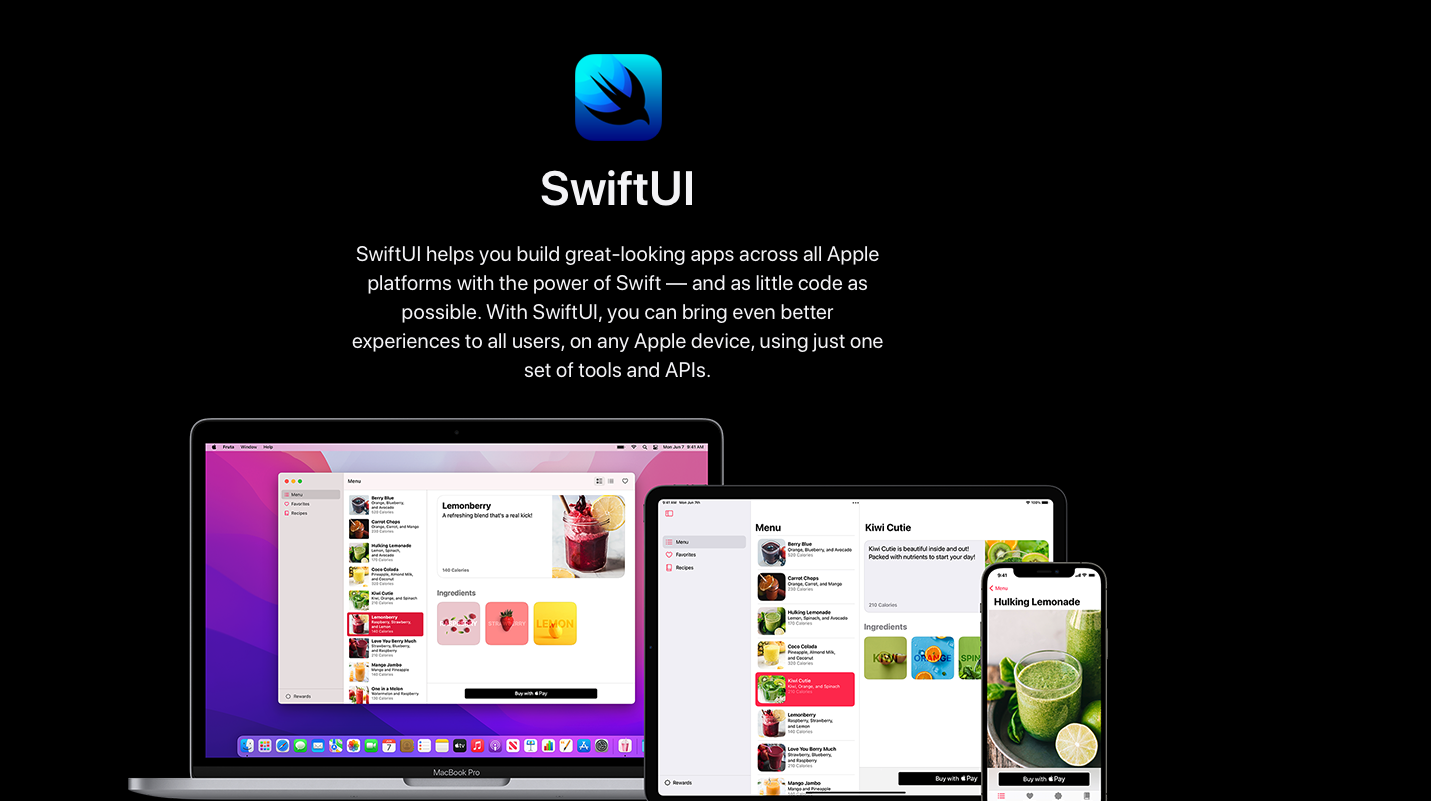 SwiftUI
SwiftUI helps you build great-looking apps across all Apple
platforms with the power of Swift — and as little code as
possible. With SwiftUI, you can bring even better
experiences to all users, on any Apple device, using just one
set of tools and APIs.
Fruta Window Help
Mon Jun 7 9:41 AM
Menu
Menu
Favorites
Recipes
Rewards
Berry Blue
Orange, Blueberry,
and Avocado
520 Calories
Carrot Chops
Orange, Carrot, and Mango
230 Calories
Hulking Lemonade
Lemon, Spinach,
and Avocado
170 Calories
Coco Colada
Pineapple, Almond Milk,
and Coconut
320 Calories
Kiwi Cutie
Kiwi, Orange, and Spinach
210 Calories
Lemonberry
Raspberry, Strawberry,
and Lemon
140 Calories
Love You Berry Much
Strawberry, Blueberry,
and Raspberry
210 Calories
Mango Jambo
Mango and Pineapple
One in a Melon
Watermelon and Raspberry
Lemonberry
A refreshing blend that's a real kick!
140 Calories
Ingredients
LEMON
Buy with Pay
MacBook Pro
9:41 AM Mon Jun 7
100%
Menu
Favorites
Recipes
Rewards
Menu
Berry Blue
Orange, Blueberry, and Avocado
520 Calories
Carrot Chops
Orange, Carrot, and Mango
230 Calories
Hulking Lemonade
Lemon, Spinach, and Avocado
170 Calories
Coco Colada
Pineapple, Almond Milk,
and Coconut
320 Calories
Kiwi Cutie
Kiwi, Orange, and Spinach
210 Calories
Lemonberry
Raspberry, Strawberry,
and Lemon
140 Calories
Love You Berry Much
Strawberry, Blueberry,
and Raspberry
210 Calories
Mango Jambo
Mango and Pineapple
Kiwi Cutie
Kiwi Cutie is beautiful inside and out!
Packed with nutrients to start your day!
210 Calories
Ingredients
KIWI
ORANGE
SPIN
Buy with Pay
9:41
Menu
Hulking Lemonade
Buy with Pay